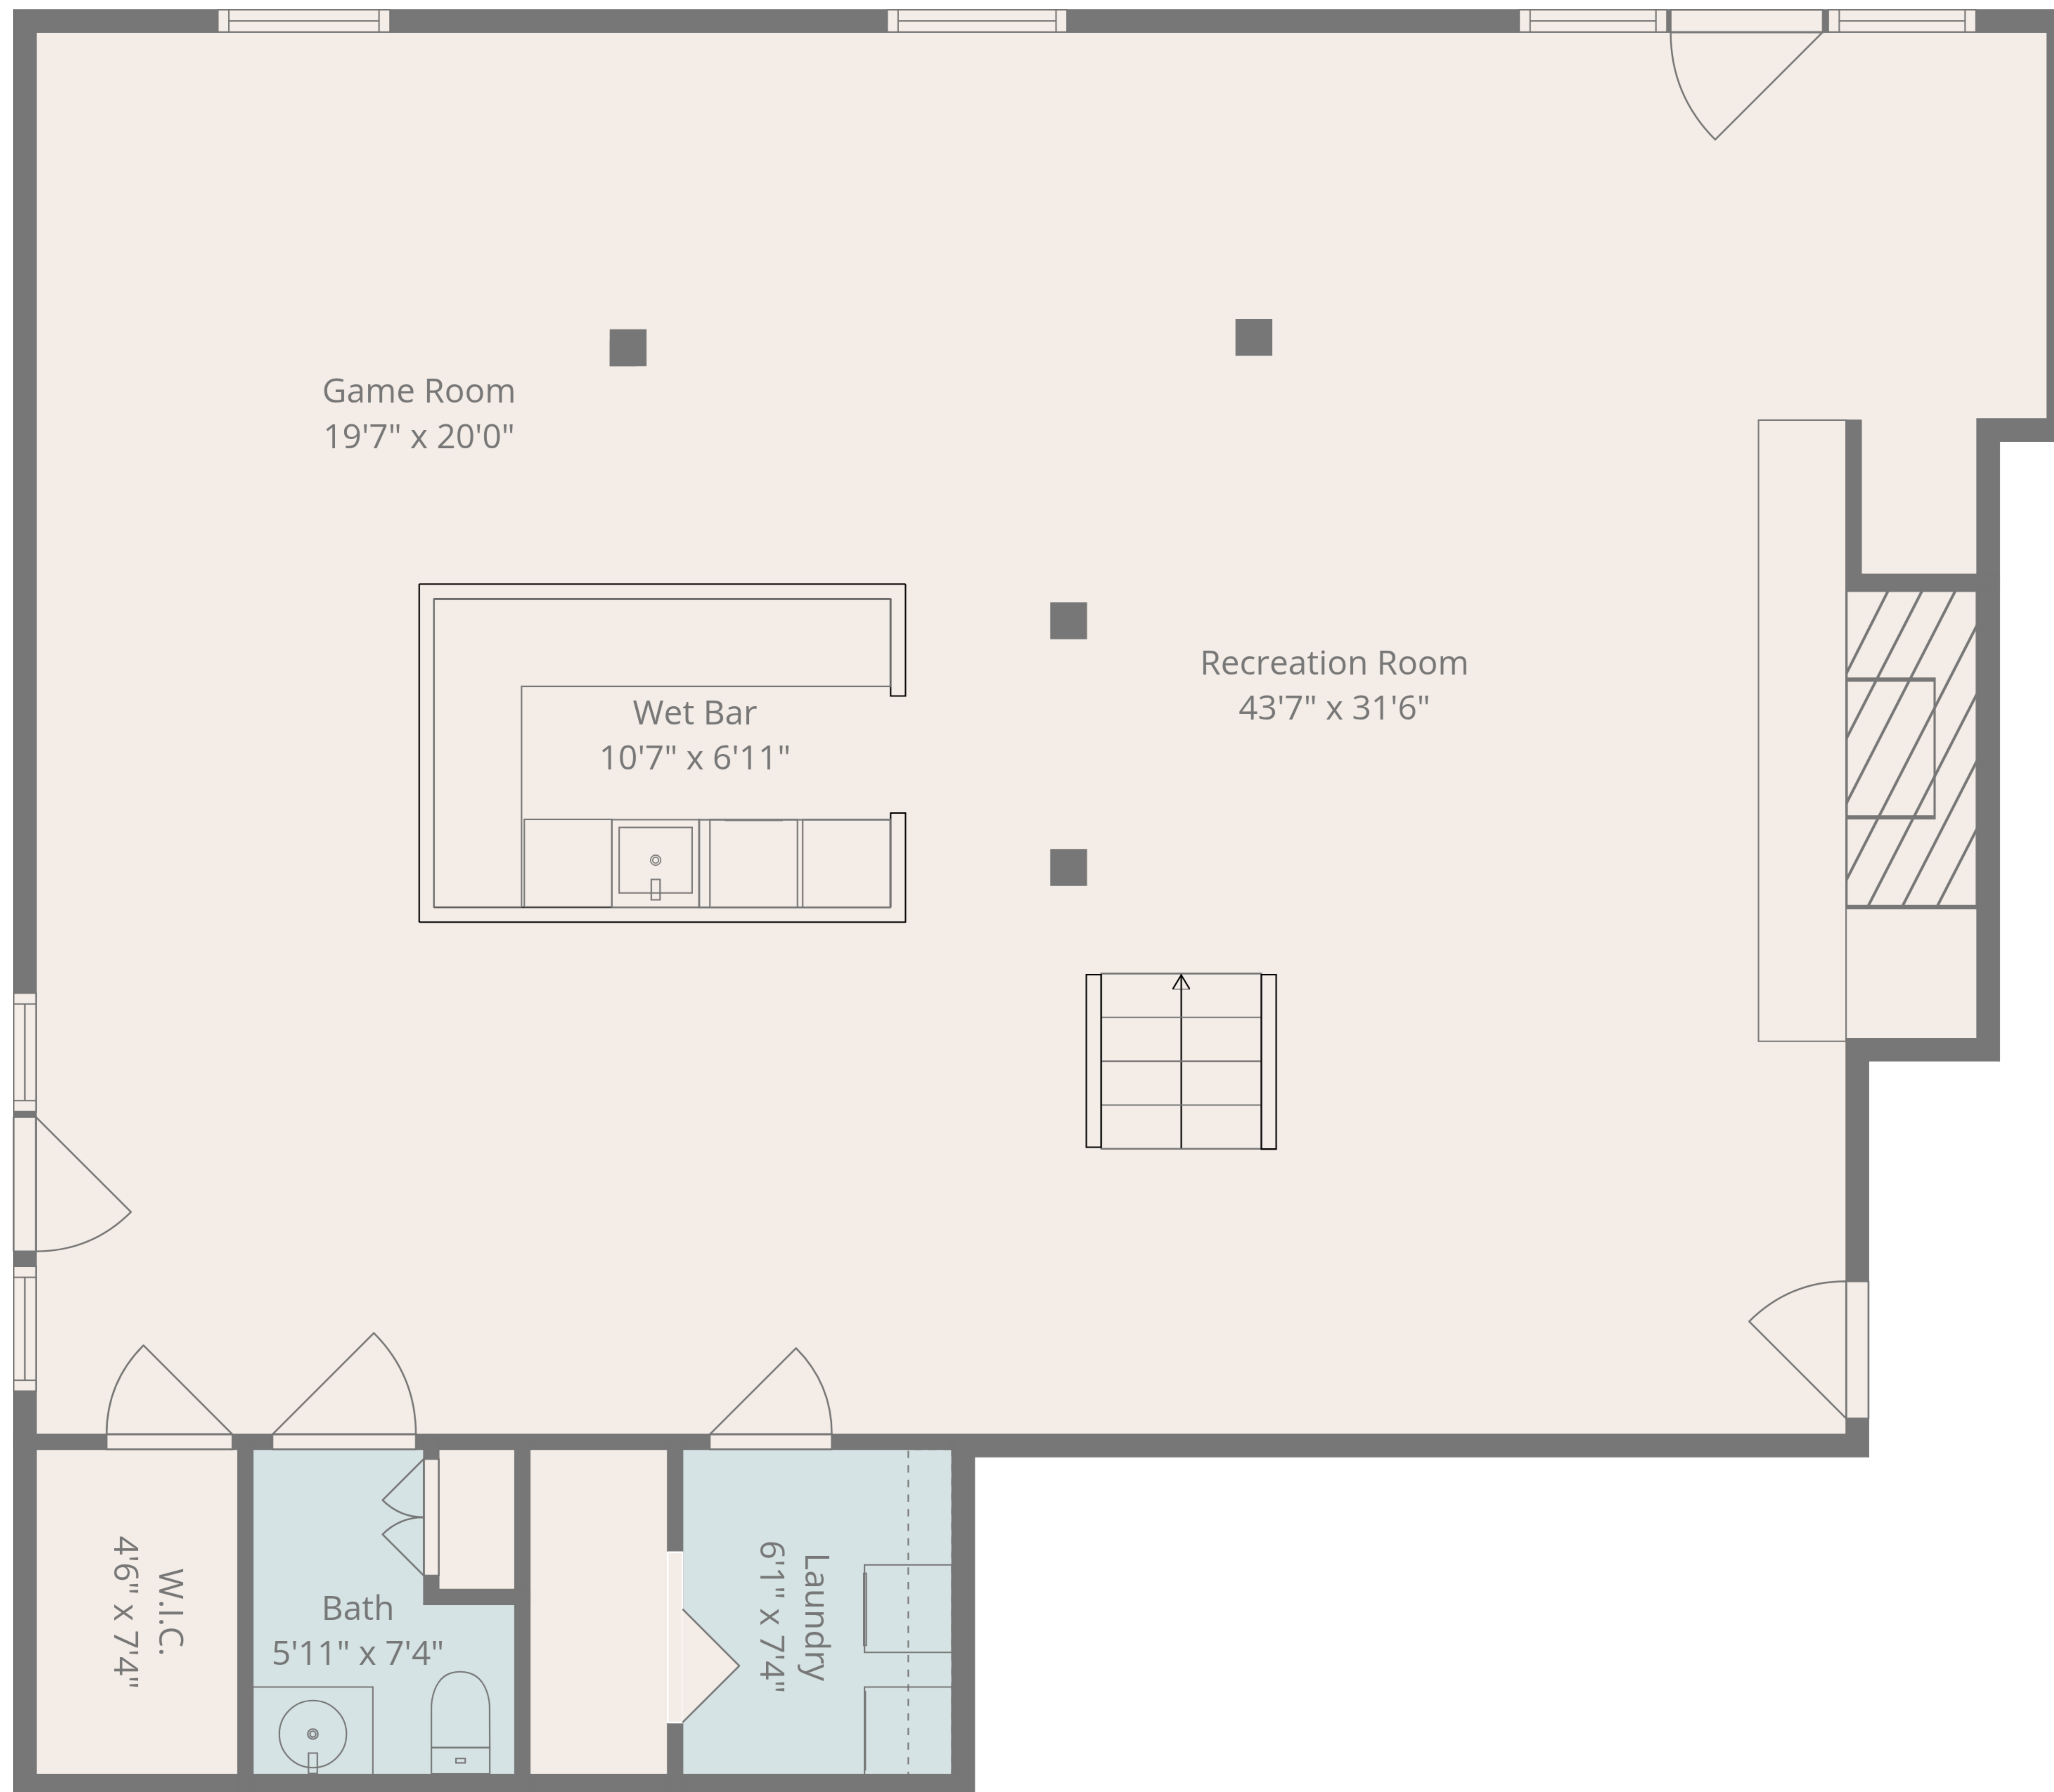 Game Room
19'7" x 20'0"
Recreation Room
43'7" x 31'6"
Wet Bar
10'7" x 6'11"
W.I.C.
4'6" x 7'4"
Bath
5'11" x 7'4"
Laundry
6'1" x 7'4"